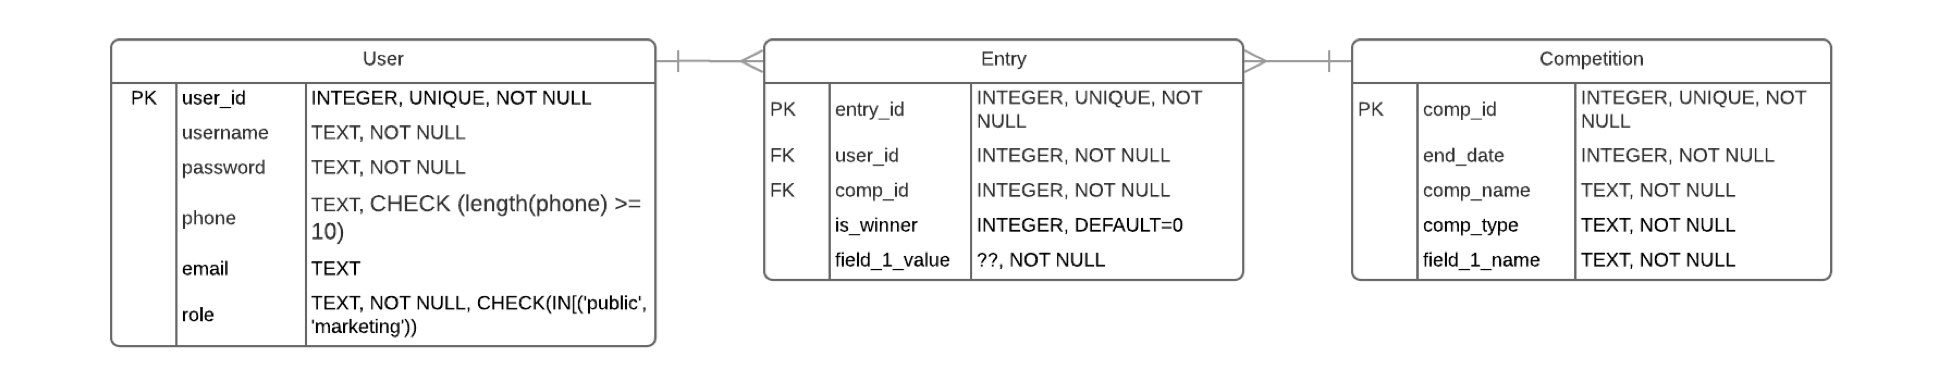 User
PK user_id INTEGER, UNIQUE, NOT NULL
username TEXT, NOT NULL
password TEXT, NOT NULL
phone TEXT, CHECK (length(phone) >=
10)
email TEXT
role TEXT, NOT NULL, CHECK(IN[('public',
'marketing'))
Entry
PK entry_id INTEGER, UNIQUE, NOT
NULL
FK user_id INTEGER, NOT NULL
FK comp_id INTEGER, NOT NULL
is_winner INTEGER, DEFAULT=0
field_1_value ??, NOT NULL
Competition
PK comp_id INTEGER, UNIQUE, NOT
NULL
end_date INTEGER, NOT NULL
comp_name TEXT, NOT NULL
comp_type TEXT, NOT NULL
field_1_name TEXT, NOT NULL